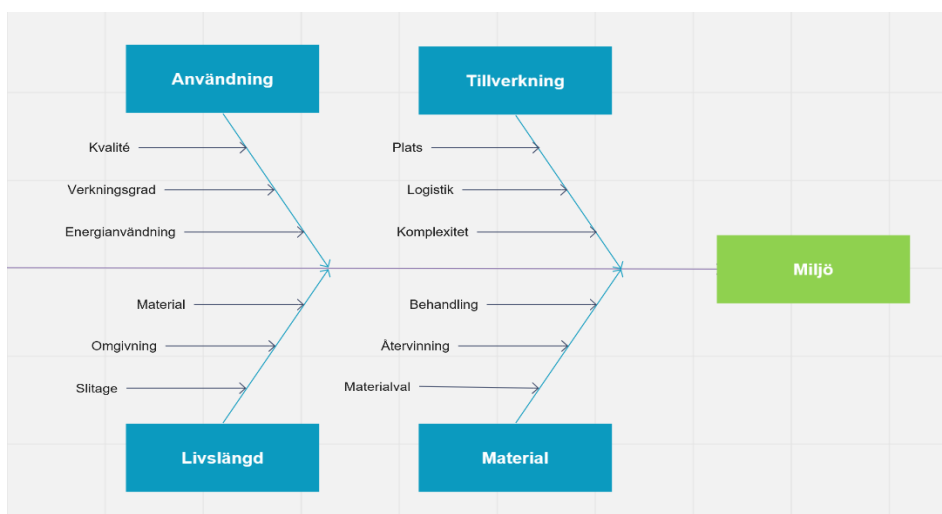 Användning
Tillverkning
Kvalité
Plats
Verkningsgrad
Logistik
Energianvändning
Komplexitet
Miljö
Material
Behandling
Omgivning
Återvinning
Slitage
Materialval
Livslängd
Material